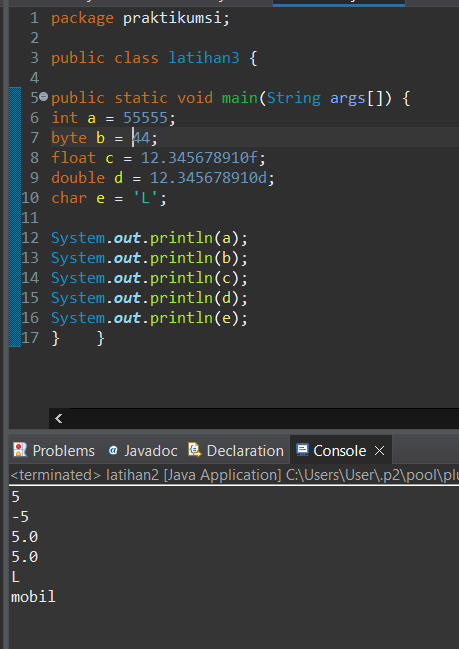 1 package praktikumsi;
2
3 public class latihan3 {
4
5 public static void main(String args[]) {
6 int a = 55555;
7 byte b = 44;
8 float c = 12.345678910f;
9 double d = 12.345678910d;
10 char e = 'L';
11
12 System.out.println(a);
13 System.out.println(b);
14 System.out.println(c);
15 System.out.println(d);
16 System.out.println(e);
17 }    }
Problems @ Javadoc Declaration Console
<terminated> latihan2 [Java Application] C:\Users\User\.p2\pool\plu
5
-5
5.0
5.0
L
mobil